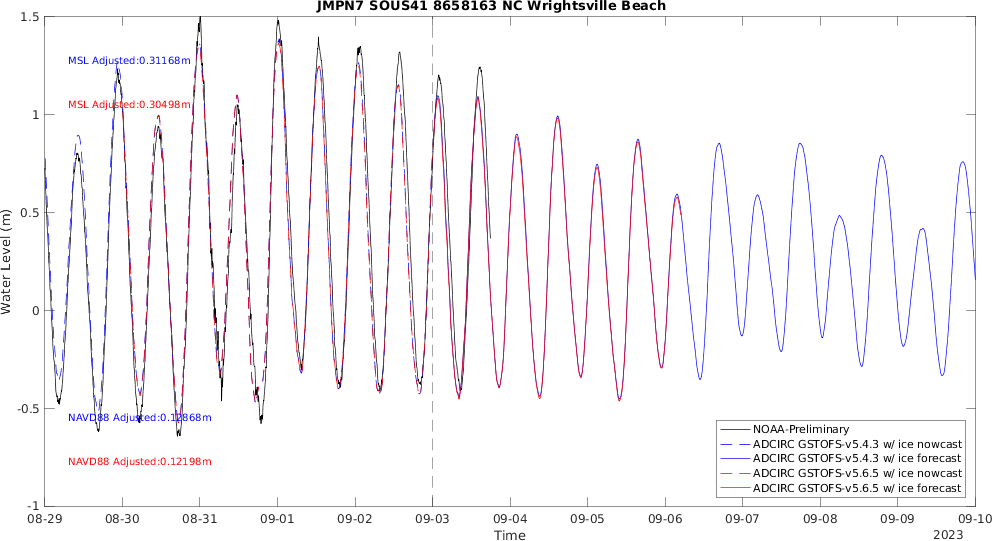 JMPN7 SOUS41 8658163 NC Wrightsville Beach
1.5
1
0.5
0
-0.5
-1
Water Level (m)
MSL Adjusted:0.31168m
MSL Adjusted:0.30498m
NAVD88 Adjusted:0.12868m
NAVD88 Adjusted:0.12198m
NOAA-Preliminary
ADCIRC GSTOFS-v5.4.3 w/ ice nowcast
ADCIRC GSTOFS-v5.4.3 w/ ice forecast
ADCIRC GSTOFS-v5.6.5 w/ ice nowcast
ADCIRC GSTOFS-v5.6.5 w/ ice forecast
08-29 08-30 08-31 09-01 09-02 09-03 09-04 09-05 09-06 09-07 09-08 09-09 09-10
Time
2023